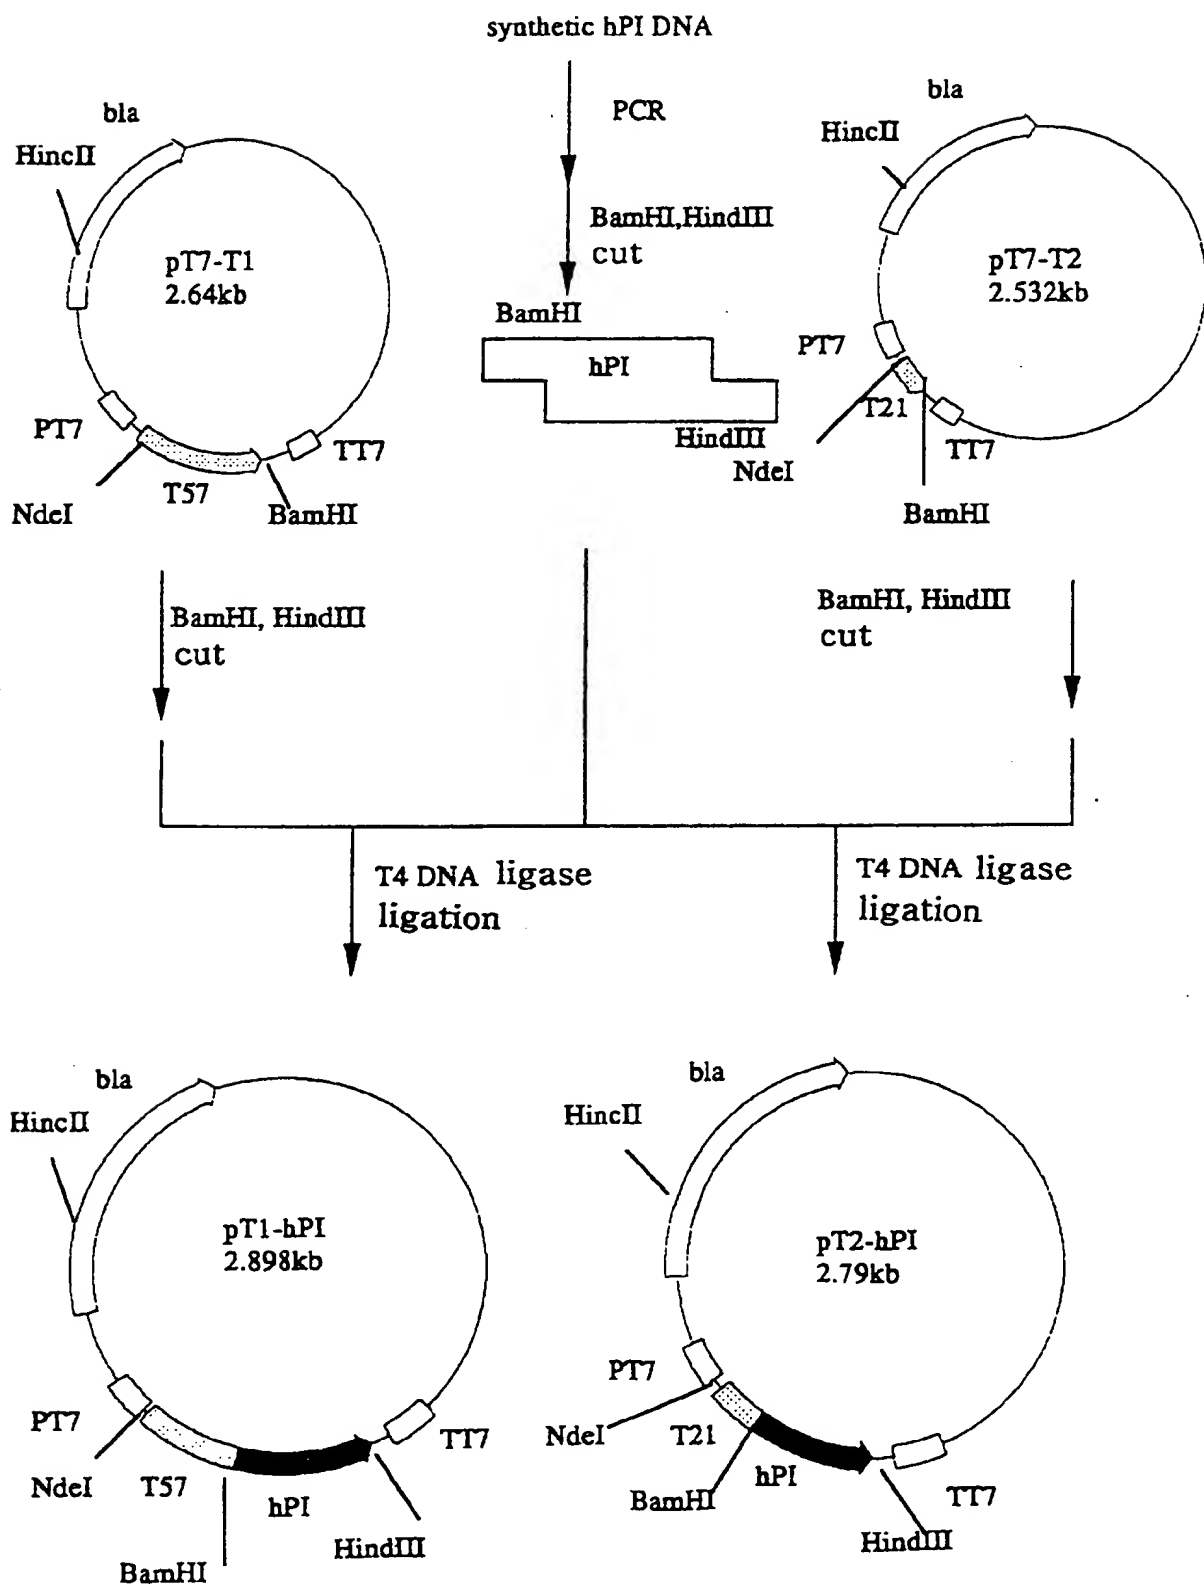 synthetic hPI DNA
PCR
BamHI,HindIII
cut
BamHI
hPI
HindIII
bla
HincII
pT7-T1
2.64kb
PT7
NdeI
T57
BamHI
TT7
bla
HincII
pT7-T2
2.532kb
PT7
T21
NdeI
TT7
BamHI
BamHI, HindIII
cut
BamHI, HindIII
cut
T4 DNA ligase
ligation
T4 DNA ligase
ligation
bla
HincII
pT1-hPI
2.898kb
PT7
NdeI
T57
hPI
TT7
HindIII
BamHI
bla
HincII
pT2-hPI
2.79kb
PT7
NdeI
T21
BamHI
hPI
TT7
HindIII